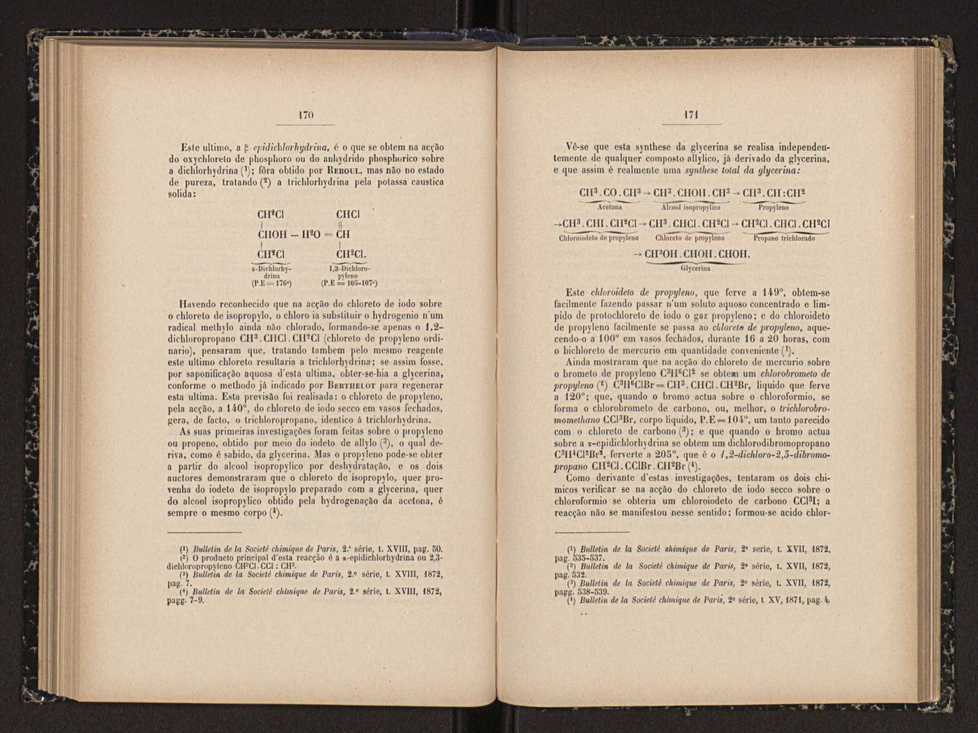 170
Este ultimo, a ξ epidichlorhydrina, é o que se obtem na acção
do oxychloreto de phosphoro ou do anhydrido phosphorico sobre
a dichlorhydrina (¹); fôra obtido por REBOUL, mas não no estado
de pureza, tratando (²) a trichlorhydrina pela potassa caustica
solida:
CH²Cl CHCl
| ||
CHOH — H²O = CH
| |
CH²Cl CH²Cl.
α-Dichlorhy- 1,3-Dichloro-
drina pyleno
(P.E = 176º) (P.E = 105-107º)
Havendo reconhecido que na acção do chloreto de iodo sobre
o chloreto de isopropylo, o chloro ia substituir o hydrogenio n'um
radical methylo ainda não chlorado, formando-se apenas o 1,2-
dichloropropano CH³.CHCl.CH²Cl (chloreto de propyleno ordi-
nario), pensaram que, tratando tambem pelo mesmo reagente
este ultimo chloreto resultaria a trichlorhydrina; se assim fosse,
por saponificação aquosa d'esta ultima, obter-se-hia a glycerina,
conforme o methodo já indicado por BERTHELOT para regenerar
esta ultima. Esta previsão foi realisada: o chloreto de propyleno,
pela acção, a 140º, do chloreto de iodo secco em vasos fechados,
gera, de facto, o trichloropropano, identico á trichlorhydrina.
As suas primeiras investigações foram feitas sobre o propyleno
ou propeno, obtido por meio do iodeto de allylo (³), o qual de-
riva, como é sabido, da glycerina. Mas o propyleno pode-se obter
a partir do alcool isopropylico por deshydratação, e os dois
auctores demonstraram que o chloreto de isopropylo, quer pro-
venha do iodeto de isopropylo preparado com a glycerina, quer
do alcool isopropylico obtido pela hydrogenação da acetona, é
sempre o mesmo corpo (⁴).
(¹) Bulletin de la Societé chimique de Paris, 2.ª série, t. XVIII, pag. 50.
(²) O producto principal d'esta reacção é a α-epidichlorhydrina ou 2,3-
dichloropropyleno CH²Cl.CCl : CH².
(³) Bulletin de la Societé chimique de Paris, 2.ª série, t. XVIII, 1872,
pag. 7.
(⁴) Bulletin de la Societé chimique de Paris, 2.ª série, t. XVIII, 1872,
pagg. 7-9.
171
Vê-se que esta synthese da glycerina se realisa independen-
temente de qualquer composto allylico, já derivado da glycerina,
e que assim é realmente uma synthese total da glycerina:
CH³.CO.CH³ → CH³.CHOH.CH³ → CH³.CH:CH²
Acetona Alcool isopropylico Propyleno
→ CH³.CHI.CH²Cl → CH³.CHCl.CH²Cl → CH²Cl.CHCl.CH²Cl
Chloroiodeto de propyleno Chloreto de propyleno Propano trichlorado
→ CH²OH.CHOH.CHOH.
Glycerina
Este chloroideto de propyleno, que ferve a 149º, obtem-se
facilmente fazendo passar n'um soluto aquoso concentrado e lim-
pido de protochloreto de iodo o gaz propyleno; e do chloroideto
de propyleno facilmente se passa ao chloreto de propyleno, aque-
cendo-o a 100º em vasos fechados, durante 16 a 20 horas, com
o bichloreto de mercurio em quantidade conveniente (¹).
Ainda mostraram que na acção do chloreto de mercurio sobre
o brometo de propyleno C³H⁶Cl² se obtem um chlorobrometo de
propyleno (²) C³H⁶ClBr = CH³.CHCl.CH²Br, liquido que ferve
a 120º; que, quando o bromo actua sobre o chloroformio, se
forma o chlorobrometo de carbono, ou, melhor, o trichlorobro-
momethano CCl³Br, corpo liquido, P.E = 104º, um tanto parecido
com o chloreto de carbono (³); e que quando o bromo actua
sobre a α-epidichlorhydrina se obtem um dichlorodibromopropano
C³H⁴Cl²Br², ferverte a 205º, que é o 1,2-dichloro-2,3-dibromo-
propano CH²Cl.CClBr.CH²Br (⁴).
Como derivante d'estas investigações, tentaram os dois chi-
micos verificar se na acção do chloreto de iodo secco sobre o
chloroformio se obteria um chloroiodeto de carbono CCl³I; a
reacção não se manifestou nesse sentido; formou-se acido chlor-
(¹) Bulletin de la Societé chimique de Paris, 2ª serie, t. XVII, 1872,
pag. 535-537.
(²) Bulletin de la Societé chimique de Paris, 2ª série, t. XVII, 1872,
pag. 532.
(³) Bulletin de la Societé chimique de Paris, 2ª série, t. XVII, 1872,
pagg. 538-539.
(⁴) Bulletin de la Societé chimique de Paris, 2ª série, t. XV, 1871, pag. 4.